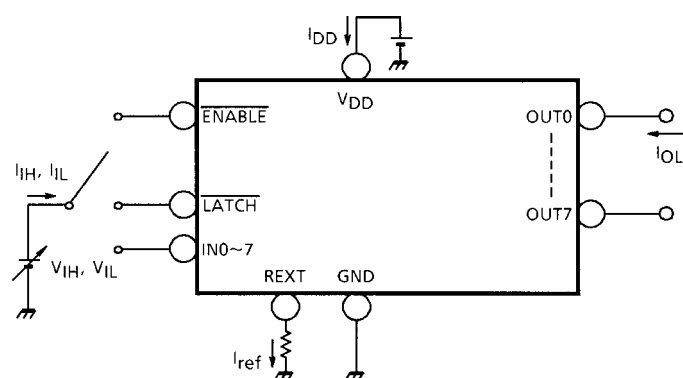 IDD
VDD
ENABLE
OUT0
IOL
IIH, IIL
LATCH
OUT7
IN0~7
VIH, VIL
REXT
GND
Iref